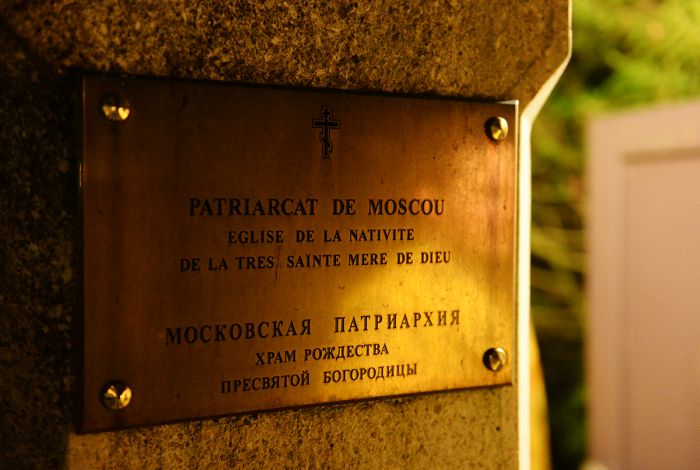 PATRIARCAT DE MOSCOU
EGLISE DE LA NATIVITE
DE LA TRES SAINTE MERE DE DIEU
МОСКОВСКАЯ ПАТРИАРХИЯ
ХРАМ РОЖДЕСТВА
ПРЕСВЯТОЙ БОГОРОДИЦЫ